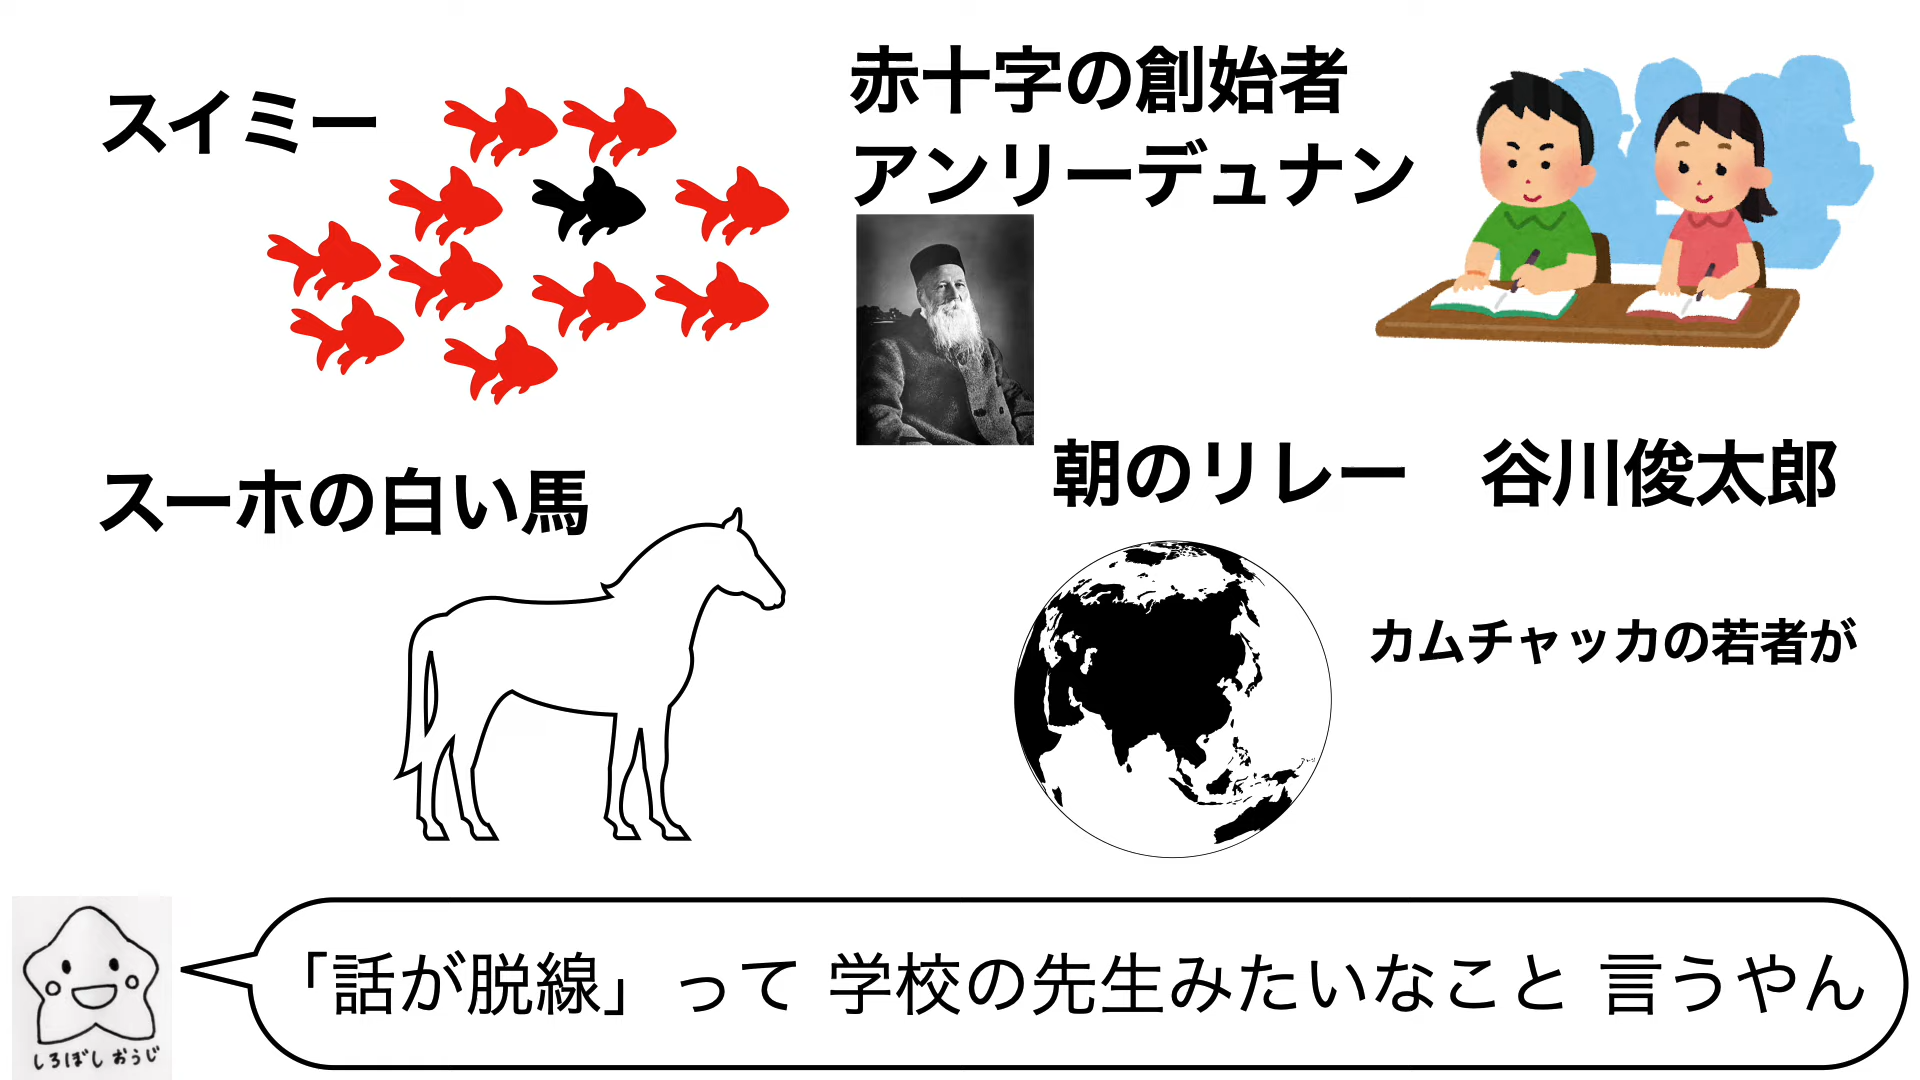 スイミー
赤十字の創始者
アンリーデュナン
スーホの白い馬
朝のリレー　谷川俊太郎
カムチャッカの若者が
「話が脱線」って 学校の先生みたいなこと 言うやん
しろぼし おうじ